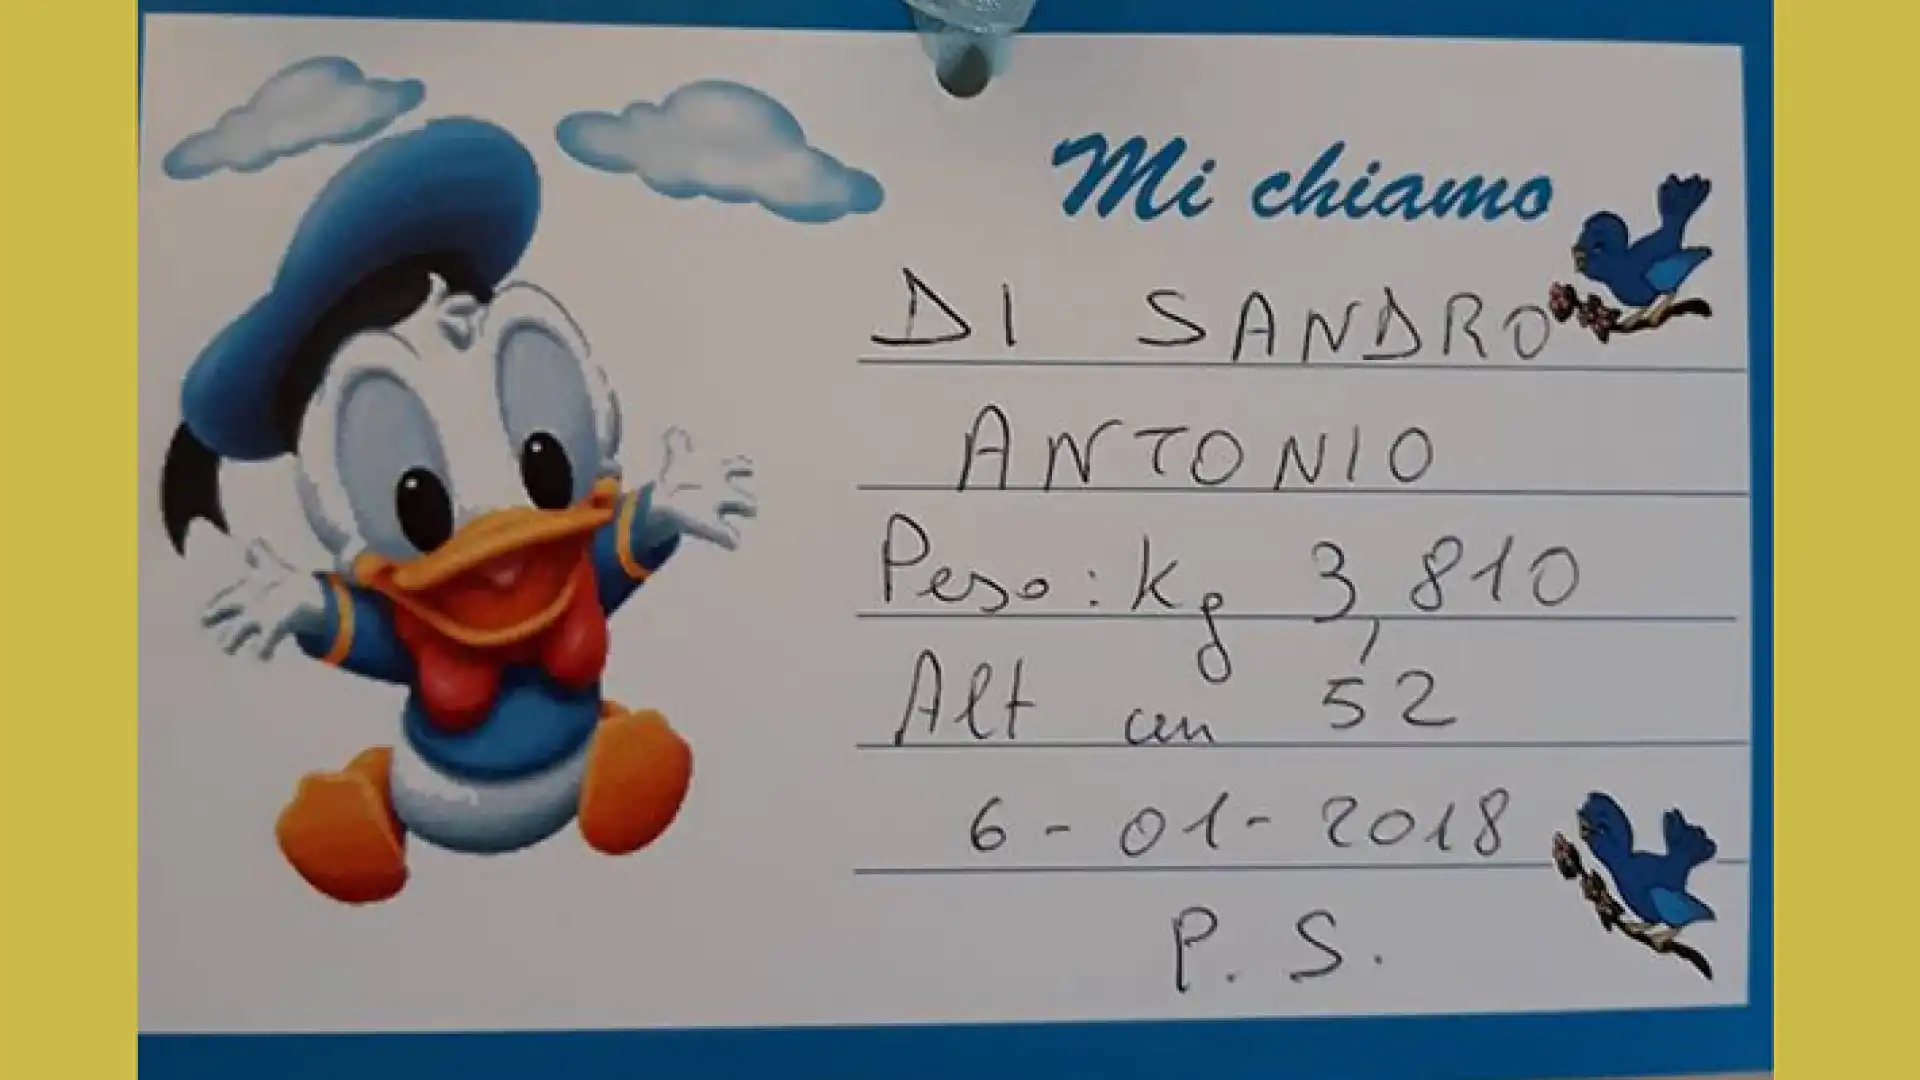 Mi chiamo
DI SANDRO
ANTONIO
Peso: kg 3,810
Alt cm 52
6-01-2018
P. S.